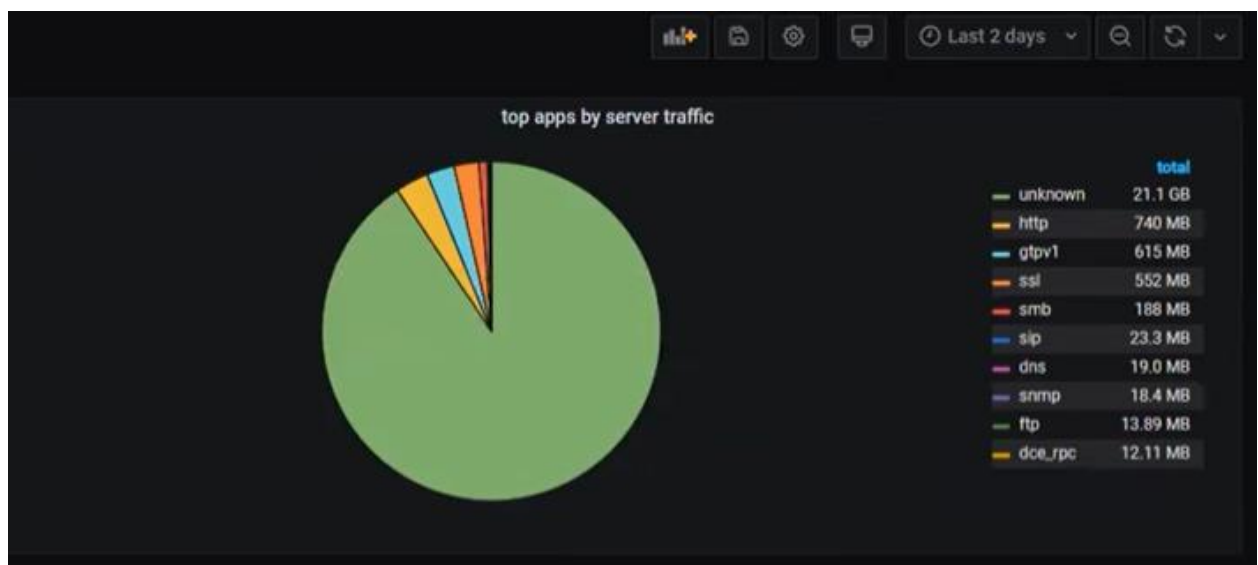 Last 2 days
top apps by server traffic
total
unknown 21.1 GB
http 740 MB
gtpv1 615 MB
ssl 552 MB
smb 188 MB
sip 23.3 MB
dns 19.0 MB
snmp 18.4 MB
ftp 13.89 MB
dce_rpc 12.11 MB